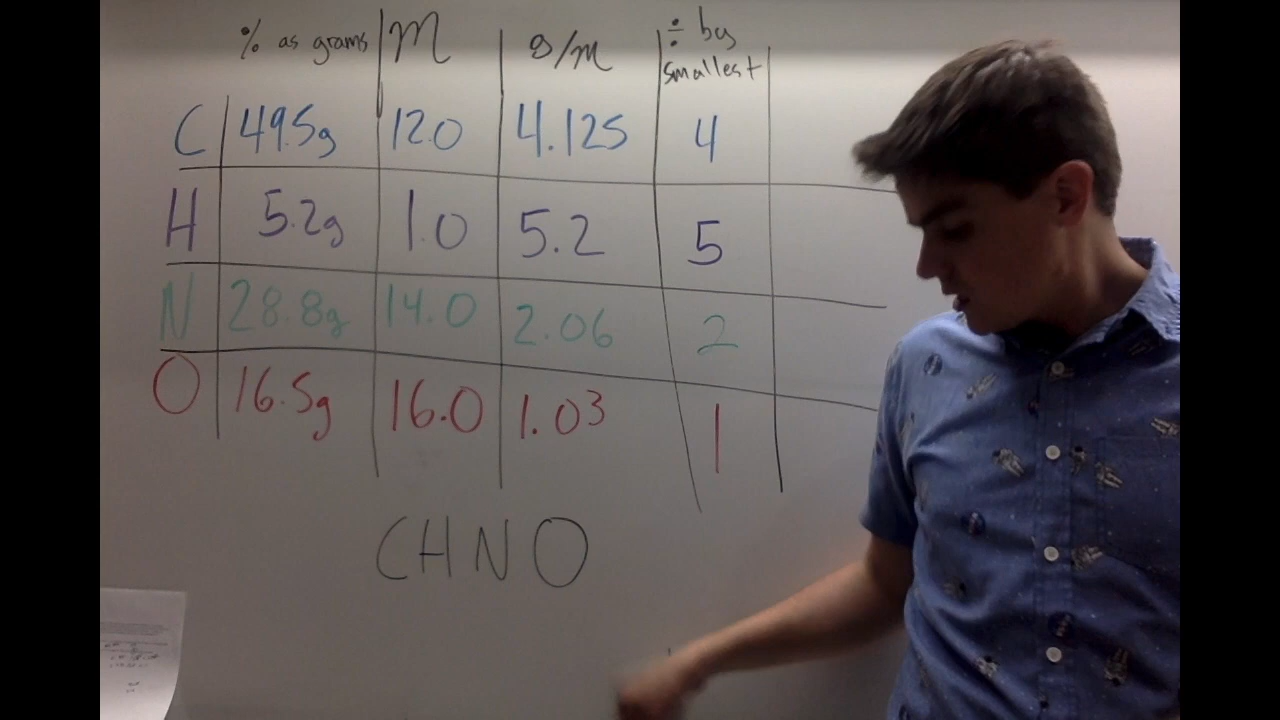 % as grams M g/m ÷ by smallest
C 49.5g 12.0 4.125 4
H 5.2g 1.0 5.2 5
N 28.8g 14.0 2.06 2
O 16.5g 16.0 1.03 1
CHNO